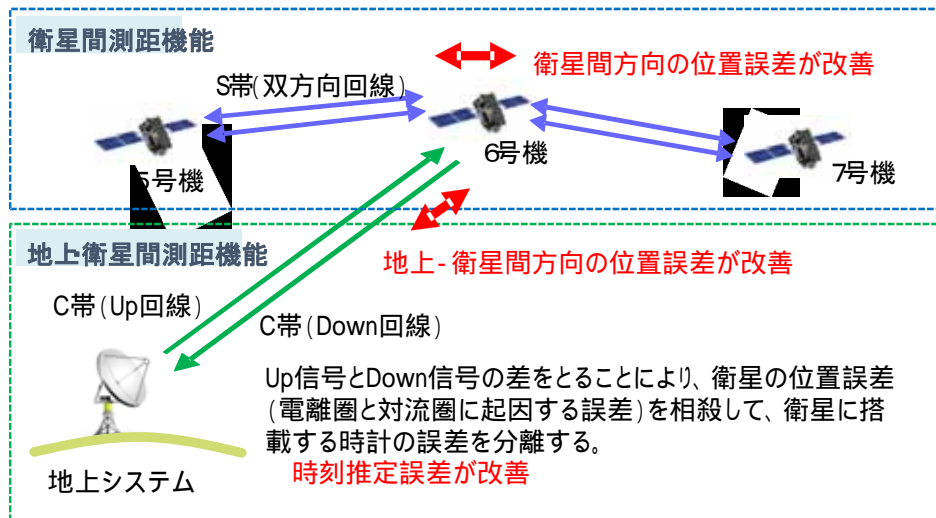 衛星間測距機能
衛星間方向の位置誤差が改善
S帯(双方向回線)
5号機
6号機
7号機
地上-衛星間測距機能
地上-衛星間方向の位置誤差が改善
C帯(Up回線)
C帯(Down回線)
Up信号とDown信号の差をとることにより、衛星の位置誤差
(電離圏と対流圏に起因する誤差)を相殺して、衛星に搭
載する時計の誤差を分離する。
時刻推定誤差が改善
地上システム